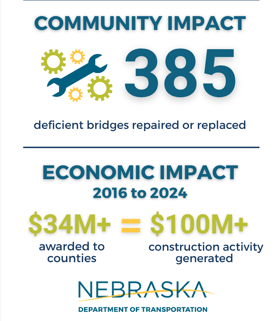 COMMUNITY IMPACT
385
deficient bridges repaired or replaced
ECONOMIC IMPACT
2016 to 2024
$34M+ = $100M+
awarded to counties
construction activity generated
NEBRASKA
DEPARTMENT OF TRANSPORTATION